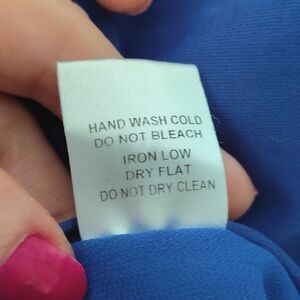 HAND WASH COLD
DO NOT BLEACH
IRON LOW
DRY FLAT
DO NOT DRY CLEAN